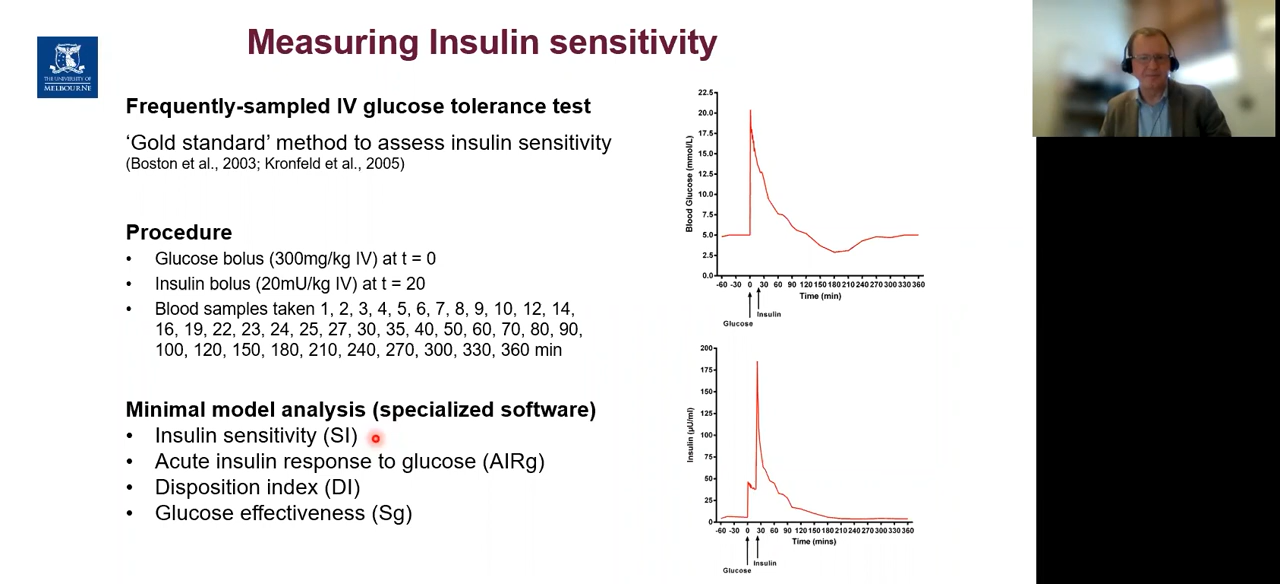 Measuring Insulin sensitivity
THE UNIVERSITY OF
MELBOURNE
Frequently-sampled IV glucose tolerance test
‘Gold standard’ method to assess insulin sensitivity
(Boston et al., 2003; Kronfeld et al., 2005)
Procedure
• Glucose bolus (300mg/kg IV) at t = 0
• Insulin bolus (20mU/kg IV) at t = 20
• Blood samples taken 1, 2, 3, 4, 5, 6, 7, 8, 9, 10, 12, 14,
16, 19, 22, 23, 24, 25, 27, 30, 35, 40, 50, 60, 70, 80, 90,
100, 120, 150, 180, 210, 240, 270, 300, 330, 360 min
Minimal model analysis (specialized software)
• Insulin sensitivity (SI)
• Acute insulin response to glucose (AIRg)
• Disposition index (DI)
• Glucose effectiveness (Sg)
Blood Glucose (mmol/L)
22.5
20.0
17.5
15.0
12.5
10.0
7.5
5.0
2.5
0.0
-60 -30 0 30 60 90 120 150 180 210 240 270 300 330 360
Time (min)
Insulin
Glucose
Insulin (µU/ml)
200
175
150
125
100
75
50
25
0
-60 -30 0 30 60 90 120 150 180 210 240 270 300 330 360
Time (mins)
Insulin
Glucose